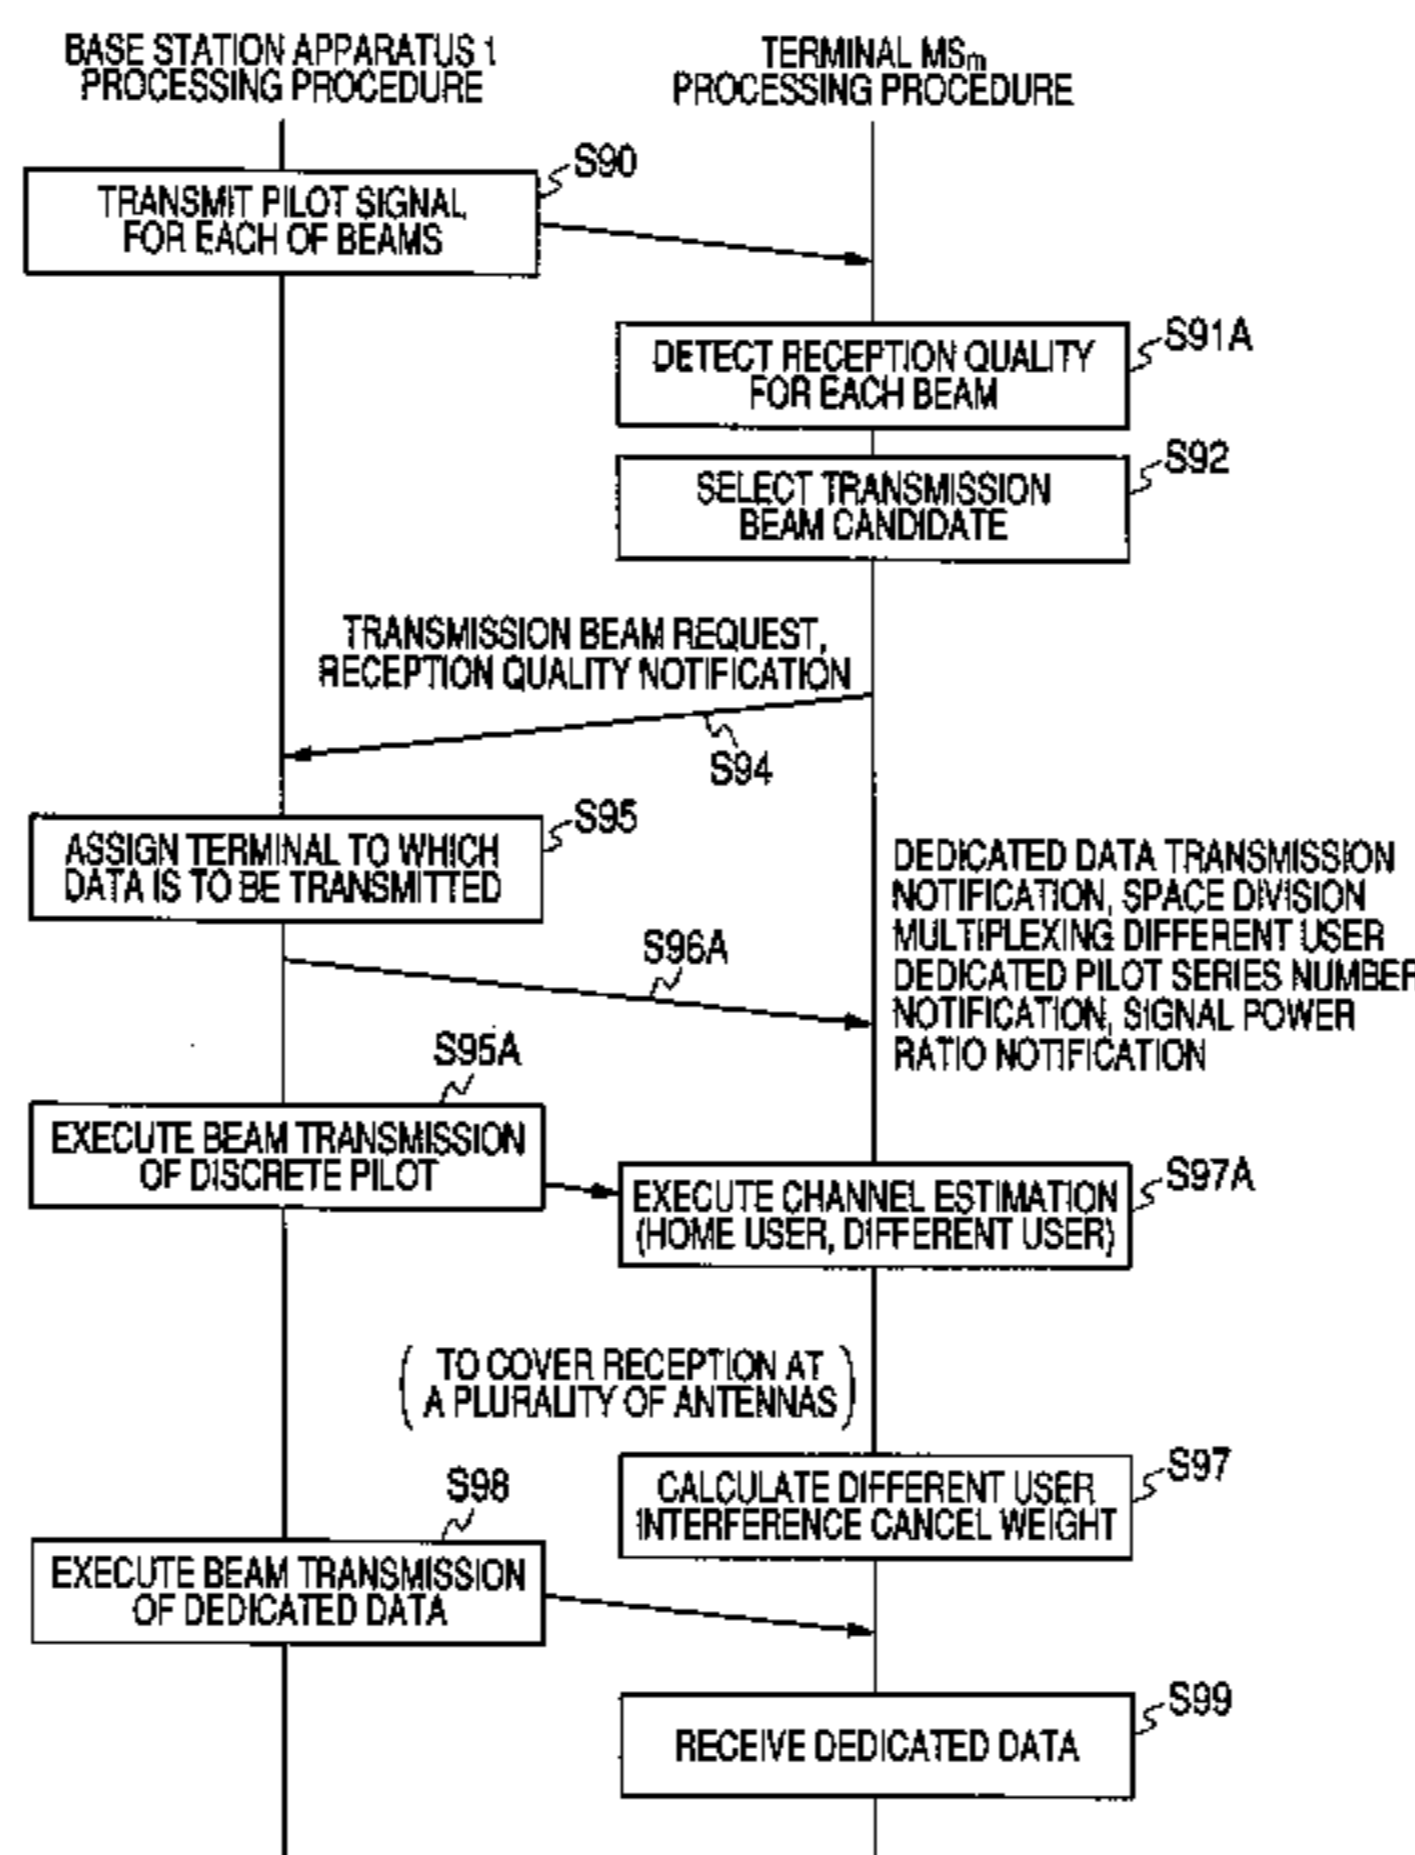 BASE STATION APPARATUS 1
PROCESSING PROCEDURE
TERMINAL MSm
PROCESSING PROCEDURE
S90
TRANSMIT PILOT SIGNAL
FOR EACH OF BEAMS
S91A
DETECT RECEPTION QUALITY
FOR EACH BEAM
S92
SELECT TRANSMISSION
BEAM CANDIDATE
TRANSMISSION BEAM REQUEST,
RECEPTION QUALITY NOTIFICATION
S94
S95
ASSIGN TERMINAL TO WHICH
DATA IS TO BE TRANSMITTED
DEDICATED DATA TRANSMISSION
NOTIFICATION, SPACE DIVISION
MULTIPLEXING DIFFERENT USER
DEDICATED PILOT SERIES NUMBER
NOTIFICATION, SIGNAL POWER
RATIO NOTIFICATION
S96A
S95A
EXECUTE BEAM TRANSMISSION
OF DISCRETE PILOT
S97A
EXECUTE CHANNEL ESTIMATION
(HOME USER, DIFFERENT USER)
(TO COVER RECEPTION AT
A PLURALITY OF ANTENNAS)
S97
CALCULATE DIFFERENT USER
INTERFERENCE CANCEL WEIGHT
S98
EXECUTE BEAM TRANSMISSION
OF DEDICATED DATA
S99
RECEIVE DEDICATED DATA